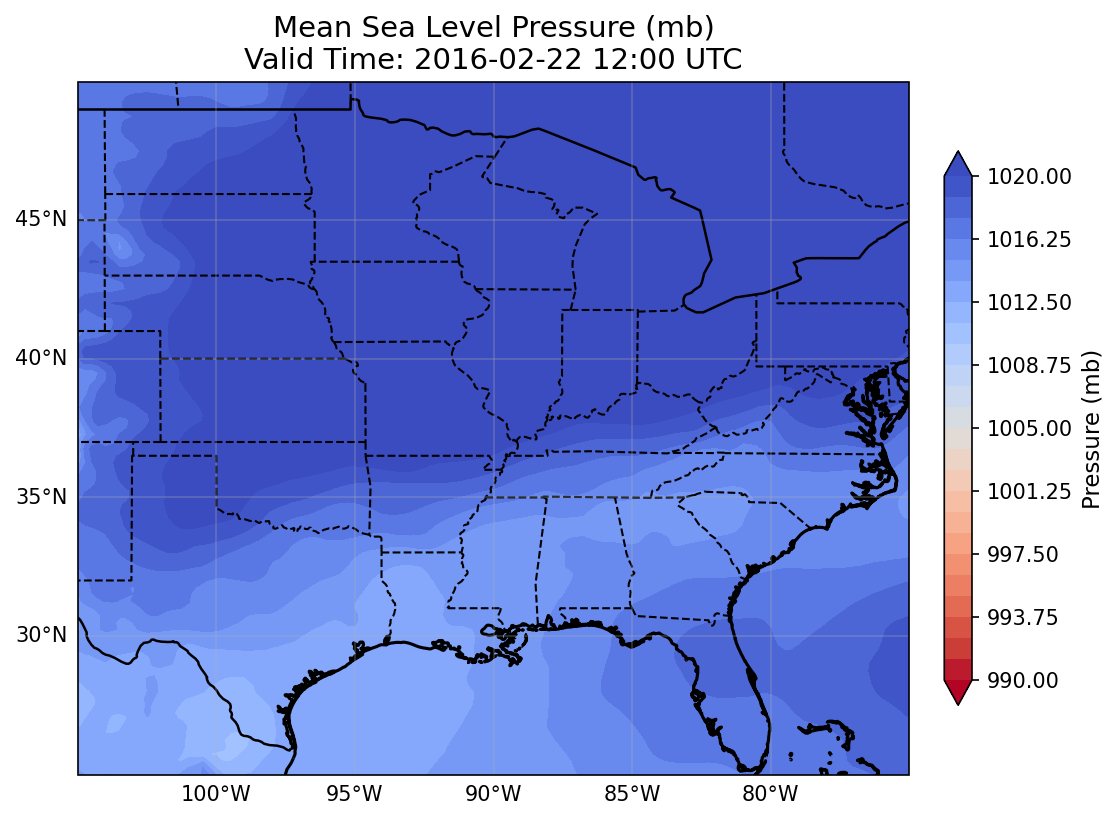 Mean Sea Level Pressure (mb)
Valid Time: 2016-02-22 12:00 UTC
45°N
40°N
35°N
30°N
100°W
95°W
90°W
85°W
80°W
1020.00
1016.25
1012.50
1008.75
1005.00
1001.25
997.50
993.75
990.00
Pressure (mb)